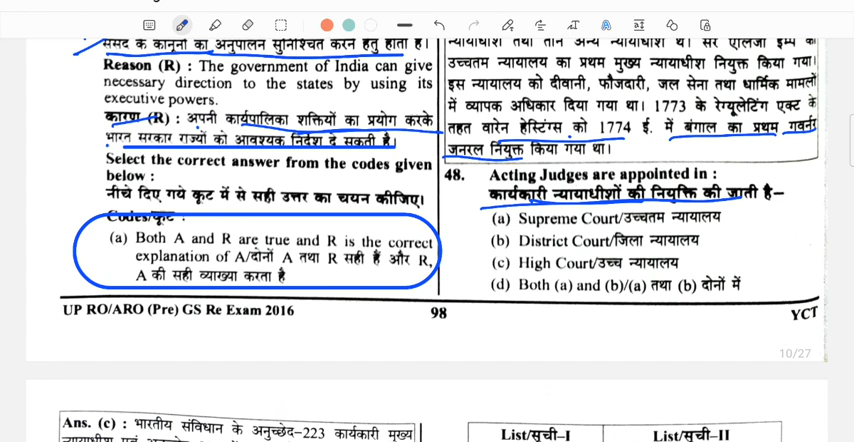 संसद के कानूनों का अनुपालन सुनिश्चित करने हेतु होता है।
Reason (R) : The government of India can give
necessary direction to the states by using its
executive powers.
कारण (R) : अपनी कार्यपालिका शक्तियों का प्रयोग करके
भारत सरकार राज्यों को आवश्यक निर्देश दे सकती है।
Select the correct answer from the codes given
below :
नीचे दिए गये कूट में से सही उत्तर का चयन कीजिए।
Codes/कूट :
(a) Both A and R are true and R is the correct
explanation of A/दोनों A तथा R सही हैं और R,
A की सही व्याख्या करता है
न्यायाधीश तथा तीन अन्य न्यायाधीश थे। सर एलिजा इम्पे को
उच्चतम न्यायालय का प्रथम मुख्य न्यायाधीश नियुक्त किया गया।
इस न्यायालय को दीवानी, फौजदारी, जल सेना तथा धार्मिक मामलों
में व्यापक अधिकार दिया गया था। 1773 के रेग्यूलेटिंग एक्ट के
तहत वारेन हेस्टिंग्स को 1774 ई. में बंगाल का प्रथम गवर्नर
जनरल नियुक्त किया गया था।
48. Acting Judges are appointed in :
कार्यकारी न्यायाधीशों की नियुक्ति की जाती है–
(a) Supreme Court/उच्चतम न्यायालय
(b) District Court/जिला न्यायालय
(c) High Court/उच्च न्यायालय
(d) Both (a) and (b)/(a) तथा (b) दोनों में
UP RO/ARO (Pre) GS Re Exam 2016
98
YCT
10/27
Ans. (c) : भारतीय संविधान के अनुच्छेद–223 कार्यकारी मुख्य
List/सूची–I List/सूची–II